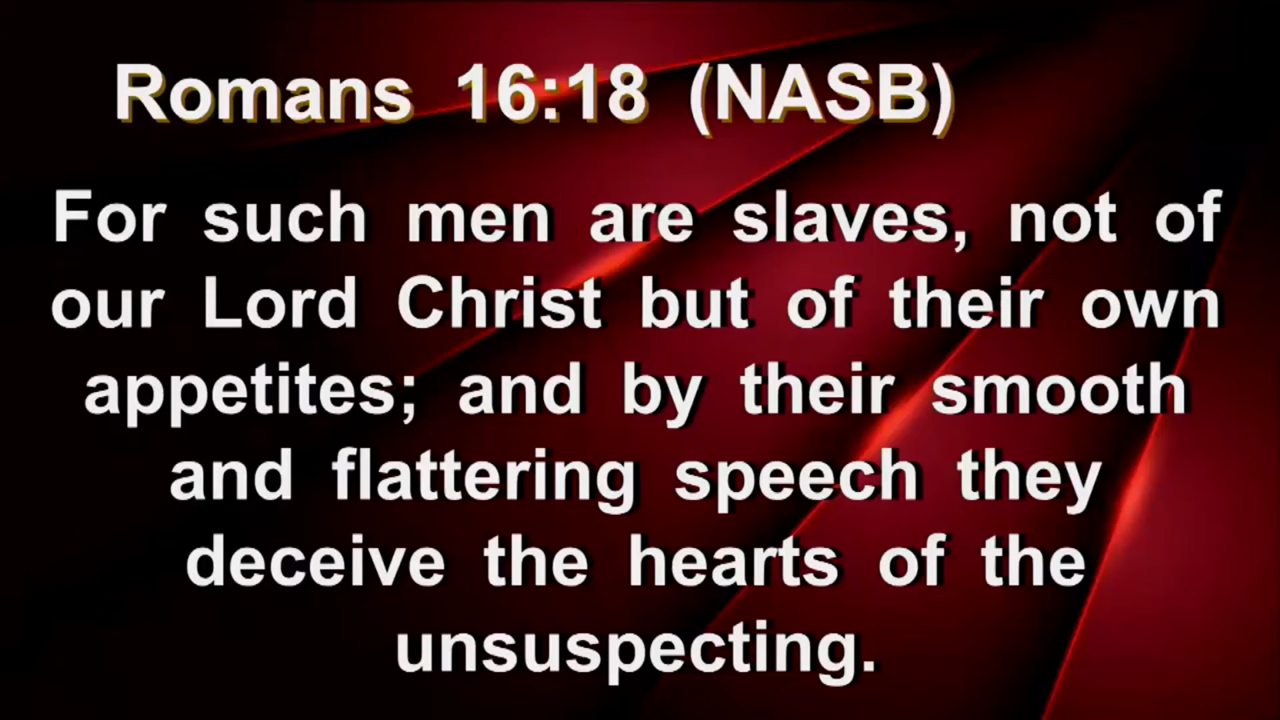 Romans 16:18 (NASB)
For such men are slaves, not of
our Lord Christ but of their own
appetites; and by their smooth
and flattering speech they
deceive the hearts of the
unsuspecting.